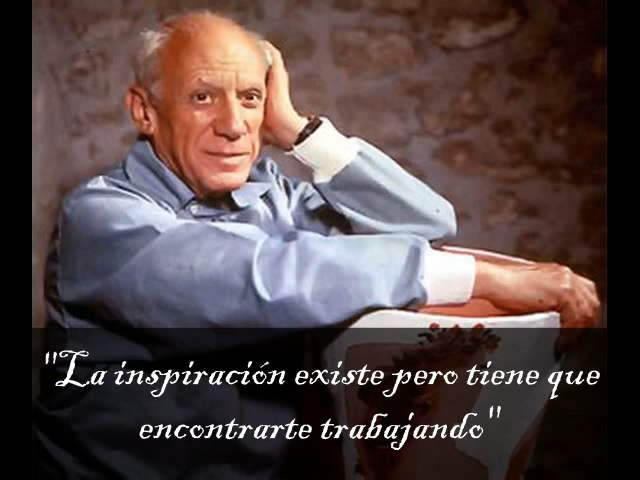 "La inspiración existe pero tiene que
encontrarte trabajando"